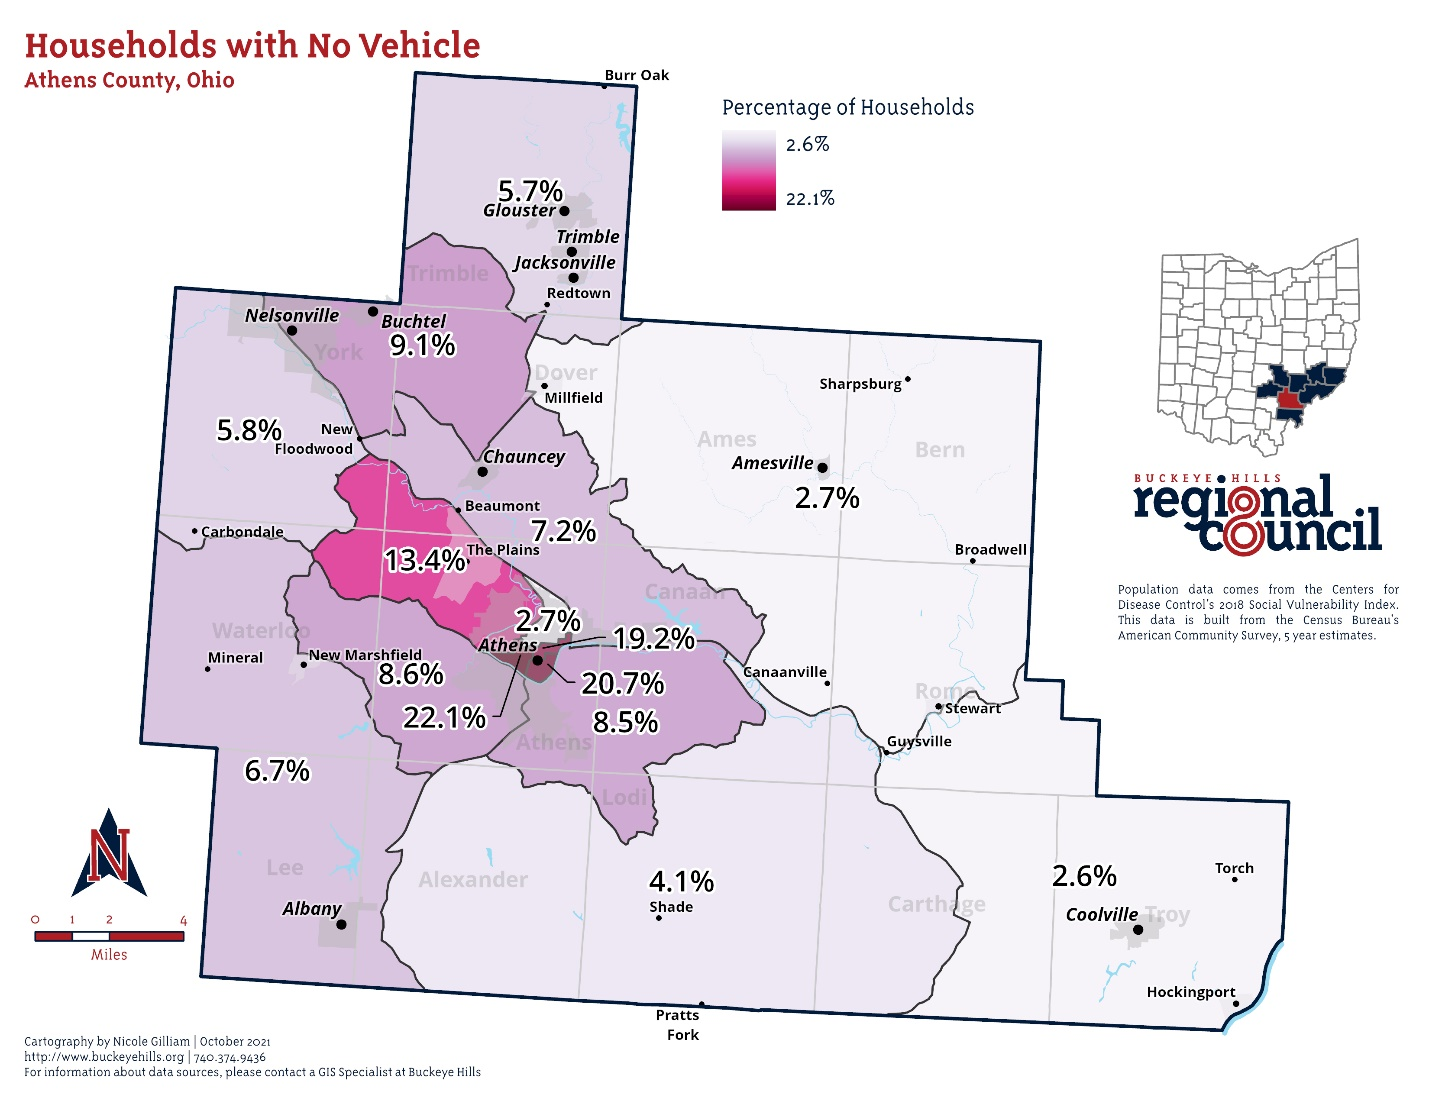 Households with No Vehicle
Athens County, Ohio
Burr Oak
Percentage of Households
2.6%
22.1%
5.7%
Glouster
Trimble
Jacksonville
Trimble
Redtown
Nelsonville
Buchtel
9.1%
York
Dover
Millfield
Sharpsburg
5.8%
New
Floodwood
Ames
Bern
Chauncey
Amesville
2.7%
Beaumont
7.2%
Carbondale
The Plains
13.4%
Broadwell
Canaan
2.7%
19.2%
Waterloo
Athens
Mineral
New Marshfield
8.6%
20.7%
Canaanville
22.1%
8.5%
Rome
Stewart
Athens
Guysville
6.7%
Lodi
Lee
Alexander
4.1%
Shade
Carthage
2.6%
Torch
Albany
Coolville
Troy
Hockingport
Pratts
Fork
BUCKEYE HILLS
regional
council
Population data comes from the Centers for
Disease Control's 2018 Social Vulnerability Index.
This data is built from the Census Bureau's
American Community Survey, 5 year estimates.
N
0 1 2 4
Miles
Cartography by Nicole Gilliam | October 2021
http://www.buckeyehills.org | 740.374.9436
For information about data sources, please contact a GIS Specialist at Buckeye Hills